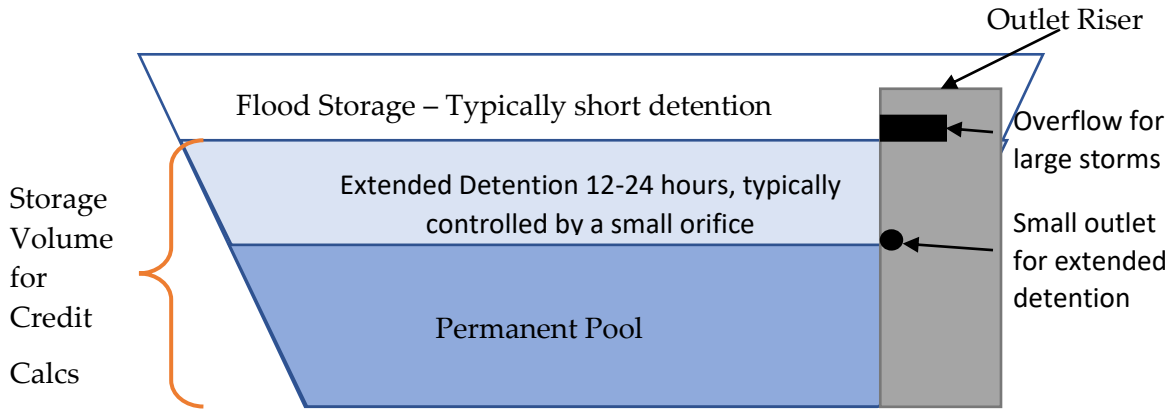 Outlet Riser
Flood Storage – Typically short detention
Overflow for
large storms
Extended Detention 12-24 hours, typically
controlled by a small orifice
Storage
Volume
for
Credit
Calcs
Small outlet
for extended
detention
Permanent Pool